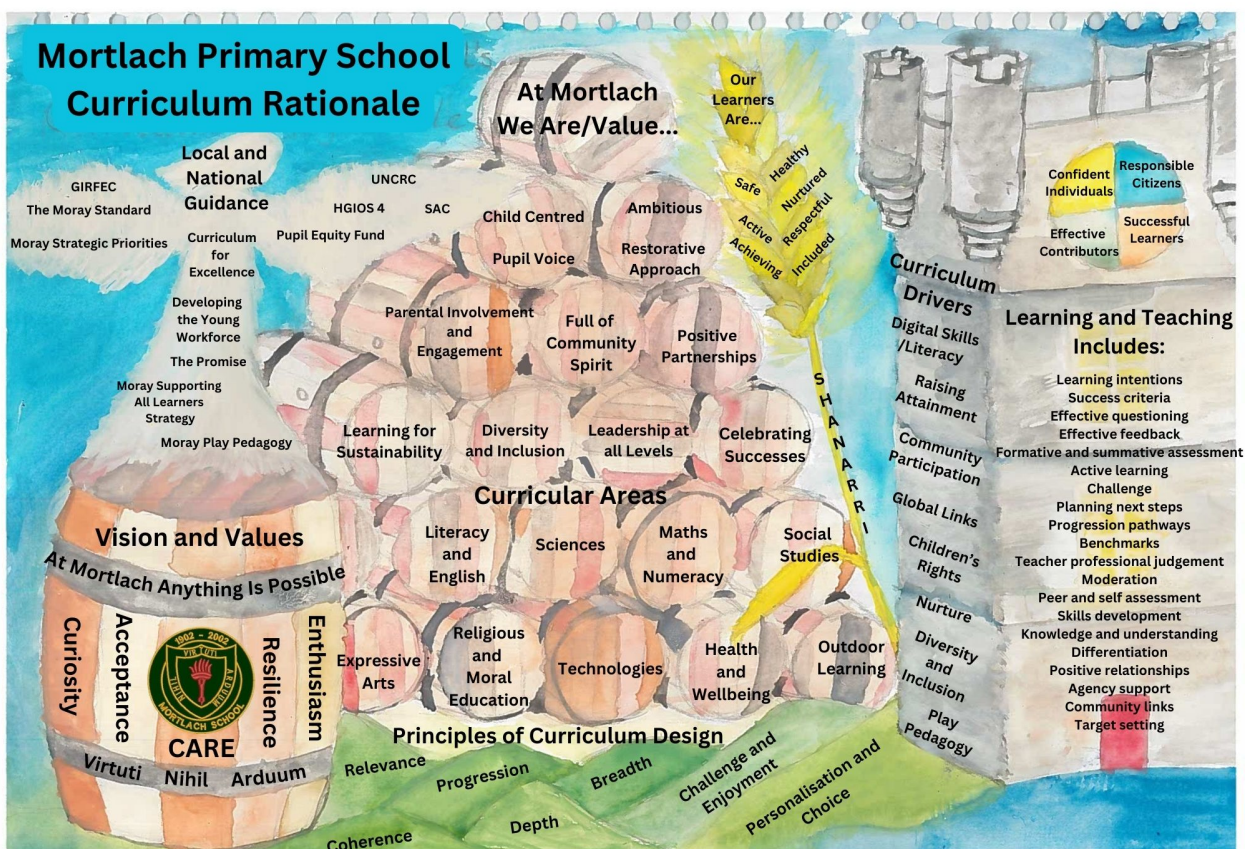 Mortlach Primary School
Curriculum Rationale
Local and
National
Guidance
GIRFEC
The Moray Standard
Moray Strategic Priorities
UNCRC
HGIOS 4
SAC
Pupil Equity Fund
Curriculum
for
Excellence
Developing
the Young
Workforce
The Promise
Moray Supporting
All Learners
Strategy
Moray Play Pedagogy
Vision and Values
At Mortlach Anything Is Possible
Curiosity
Acceptance
Resilience
Enthusiasm
1902 - 2002
VIRTUTI
NIHIL
ARDUUM
MORTLACH SCHOOL
CARE
Virtuti Nihil Arduum
At Mortlach
We Are/Value...
Child Centred
Pupil Voice
Ambitious
Restorative
Approach
Parental Involvement
and
Engagement
Full of
Community
Spirit
Positive
Partnerships
Learning for
Sustainability
Diversity
and Inclusion
Leadership at
all Levels
Celebrating
Successes
Curricular Areas
Literacy
and
English
Sciences
Maths
and
Numeracy
Social
Studies
Expressive
Arts
Religious
and
Moral
Education
Technologies
Health
and
Wellbeing
Outdoor
Learning
Principles of Curriculum Design
Relevance
Progression
Breadth
Challenge and
Enjoyment
Personalisation and
Choice
Coherence
Depth
Our
Learners
Are...
Safe
Healthy
Nurtured
Active
Respectful
Achieving
Included
SHANARRI
Curriculum
Drivers
Digital Skills
/Literacy
Raising
Attainment
Community
Participation
Global Links
Children's
Rights
Nurture
Diversity
and
Inclusion
Play
Pedagogy
Confident
Individuals
Responsible
Citizens
Effective
Contributors
Successful
Learners
Learning and Teaching
Includes:
Learning intentions
Success criteria
Effective questioning
Effective feedback
Formative and summative assessment
Active learning
Challenge
Planning next steps
Progression pathways
Benchmarks
Teacher professional judgement
Moderation
Peer and self assessment
Skills development
Knowledge and understanding
Differentiation
Positive relationships
Agency support
Community links
Target setting